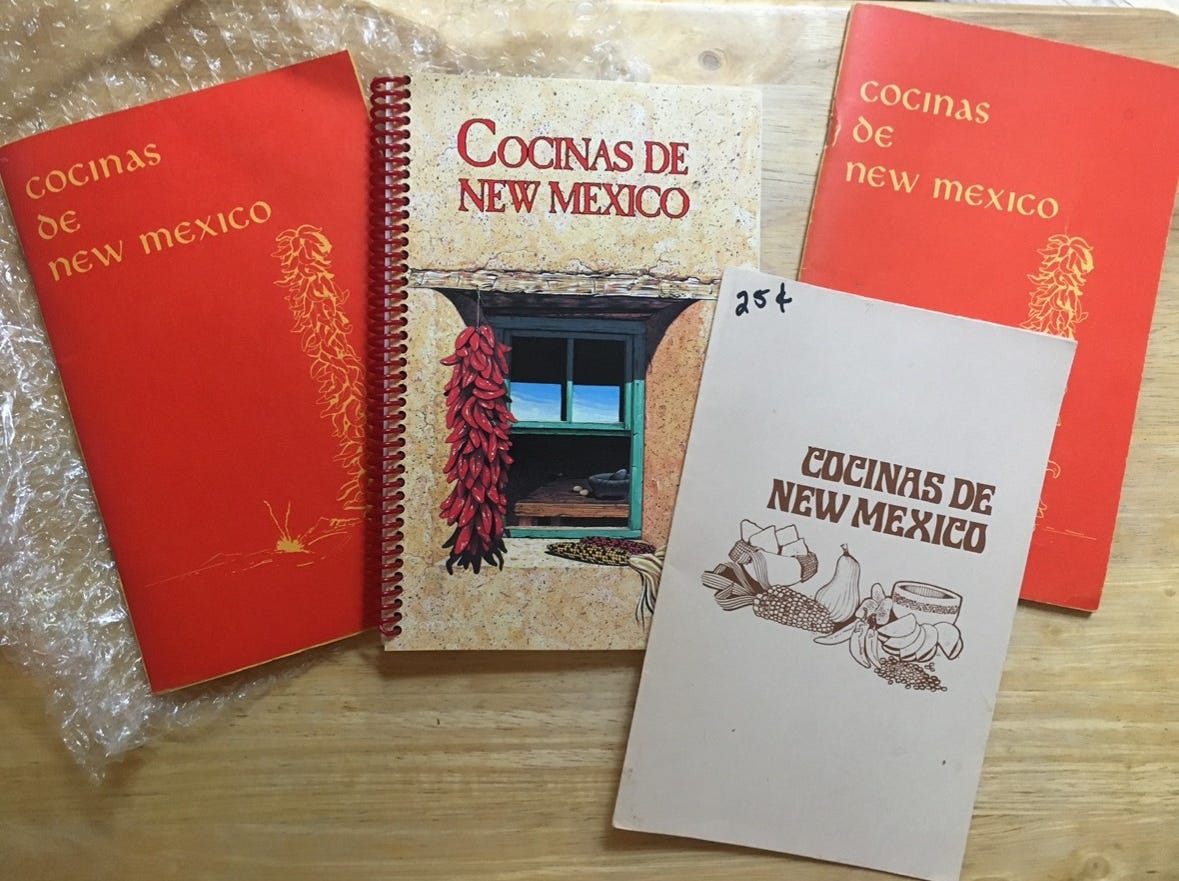 cocinas
de
new mexico
COCINAS DE
NEW MEXICO
cocinas
de
new mexico
25¢
COCINAS DE
NEW MEXICO